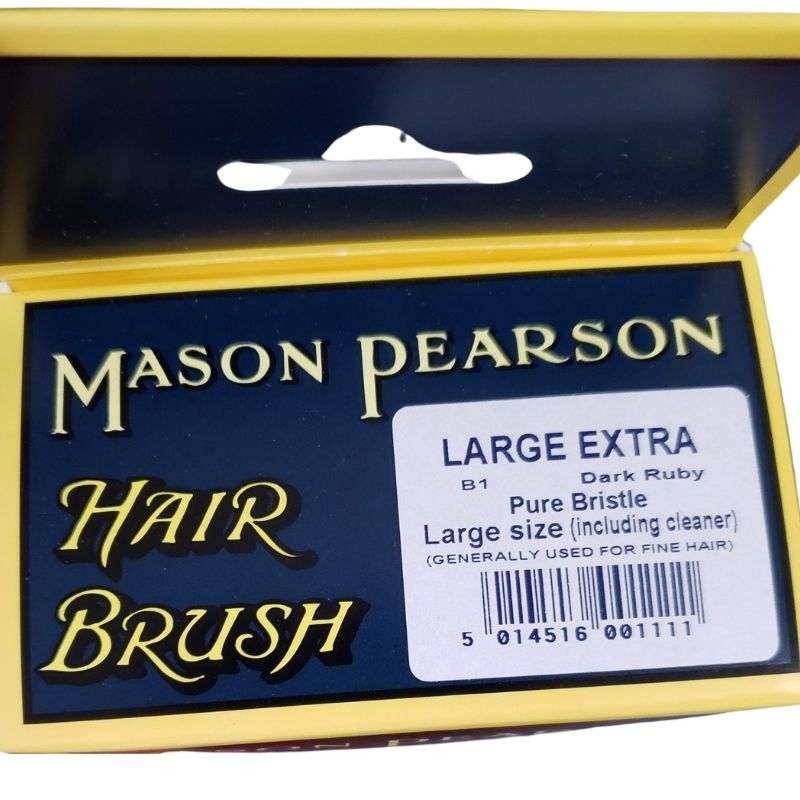 MASON PEARSON
HAIR
BRUSH
LARGE EXTRA
B1 Dark Ruby
Pure Bristle
Large size (including cleaner)
(GENERALLY USED FOR FINE HAIR)
5 014516 001111